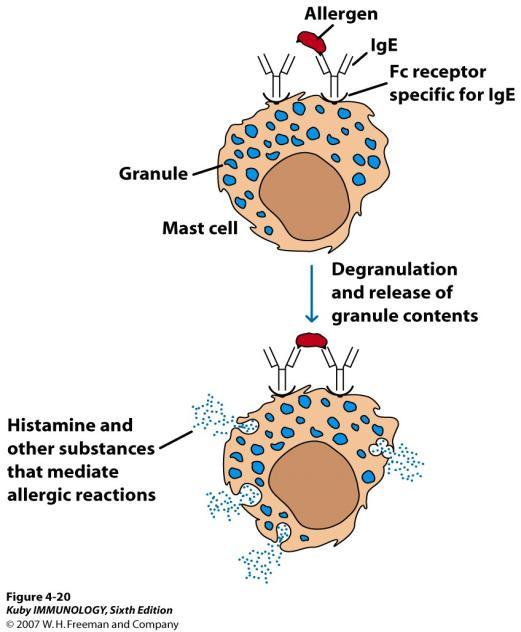 Allergen
IgE
Fc receptor
specific for IgE
Granule
Mast cell
Degranulation
and release of
granule contents
Histamine and
other substances
that mediate
allergic reactions
Figure 4-20
Kuby IMMUNOLOGY, Sixth Edition
© 2007 W. H. Freeman and Company